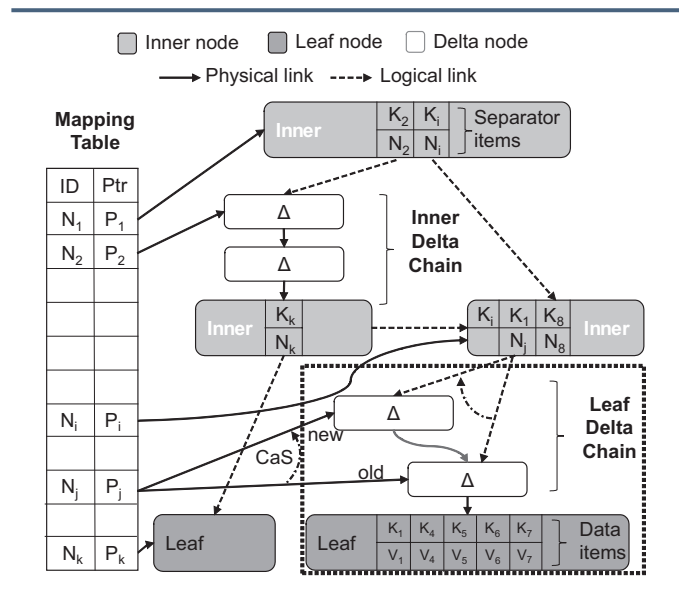 Inner node Leaf node Delta node
Physical link Logical link
Mapping
Table
ID Ptr
N1 P1
N2 P2
Ni Pi
Nj Pj
Nk Pk
Inner
K2 Ki
N2 Ni
Separator
items
Δ
Δ
Inner
Delta
Chain
Inner
Kk
Nk
Ki K1 K8
Nj N8
Inner
Δ
new
CaS
old
Δ
Leaf
Delta
Chain
Leaf
Leaf
K1 K4 K5 K6 K7
V1 V4 V5 V6 V7
Data
items